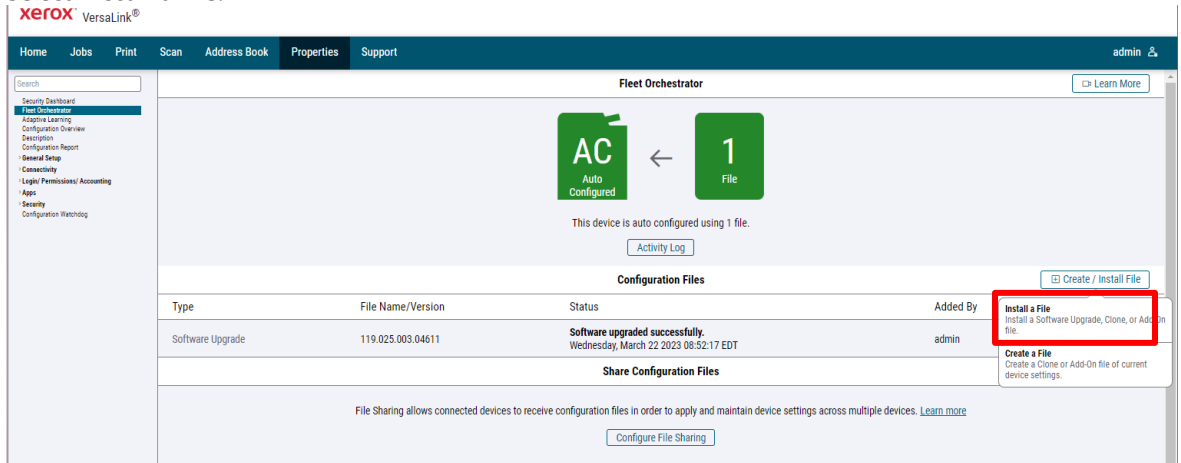 xerox™ VersaLink®
Home Jobs Print Scan Address Book Properties Support admin
Search
Security Dashboard
Fleet Orchestrator
Adaptive Learning
Configuration Overview
Description
Configuration Report
General Setup
Connectivity
Login/ Permissions/ Accounting
Apps
Security
Configuration Watchdog
Fleet Orchestrator
Learn More
AC
Auto
Configured
1
File
This device is auto configured using 1 file.
Activity Log
Configuration Files
Create / Install File
Type File Name/Version Status Added By
Software Upgrade 119.025.003.04611 Software upgraded successfully. admin
Wednesday, March 22 2023 08:52:17 EDT
Install a File
Install a Software Upgrade, Clone, or Add-On
file.
Create a File
Create a Clone or Add-On file of current
device settings.
Share Configuration Files
File Sharing allows connected devices to receive configuration files in order to apply and maintain device settings across multiple devices. Learn more
Configure File Sharing